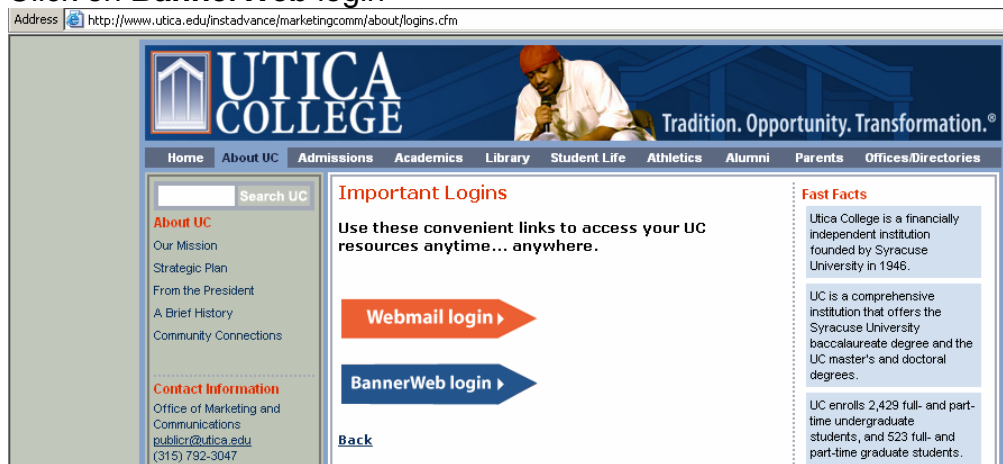 Click on BannerWeb login
Address http://www.utica.edu/instadvance/marketingcomm/about/logins.cfm
UTICA
COLLEGE
Tradition. Opportunity. Transformation.®
Home About UC Admissions Academics Library Student Life Athletics Alumni Parents Offices/Directories
Search UC
About UC
Our Mission
Strategic Plan
From the President
A Brief History
Community Connections
Contact Information
Office of Marketing and
Communications
publicr@utica.edu
(315) 792-3047
Important Logins
Use these convenient links to access your UC
resources anytime... anywhere.
Webmail login
BannerWeb login
Back
Fast Facts
Utica College is a financially
independent institution
founded by Syracuse
University in 1946.
UC is a comprehensive
institution that offers the
Syracuse University
baccalaureate degree and the
UC master's and doctoral
degrees.
UC enrolls 2,429 full- and part-
time undergraduate
students, and 523 full- and
part-time graduate students.